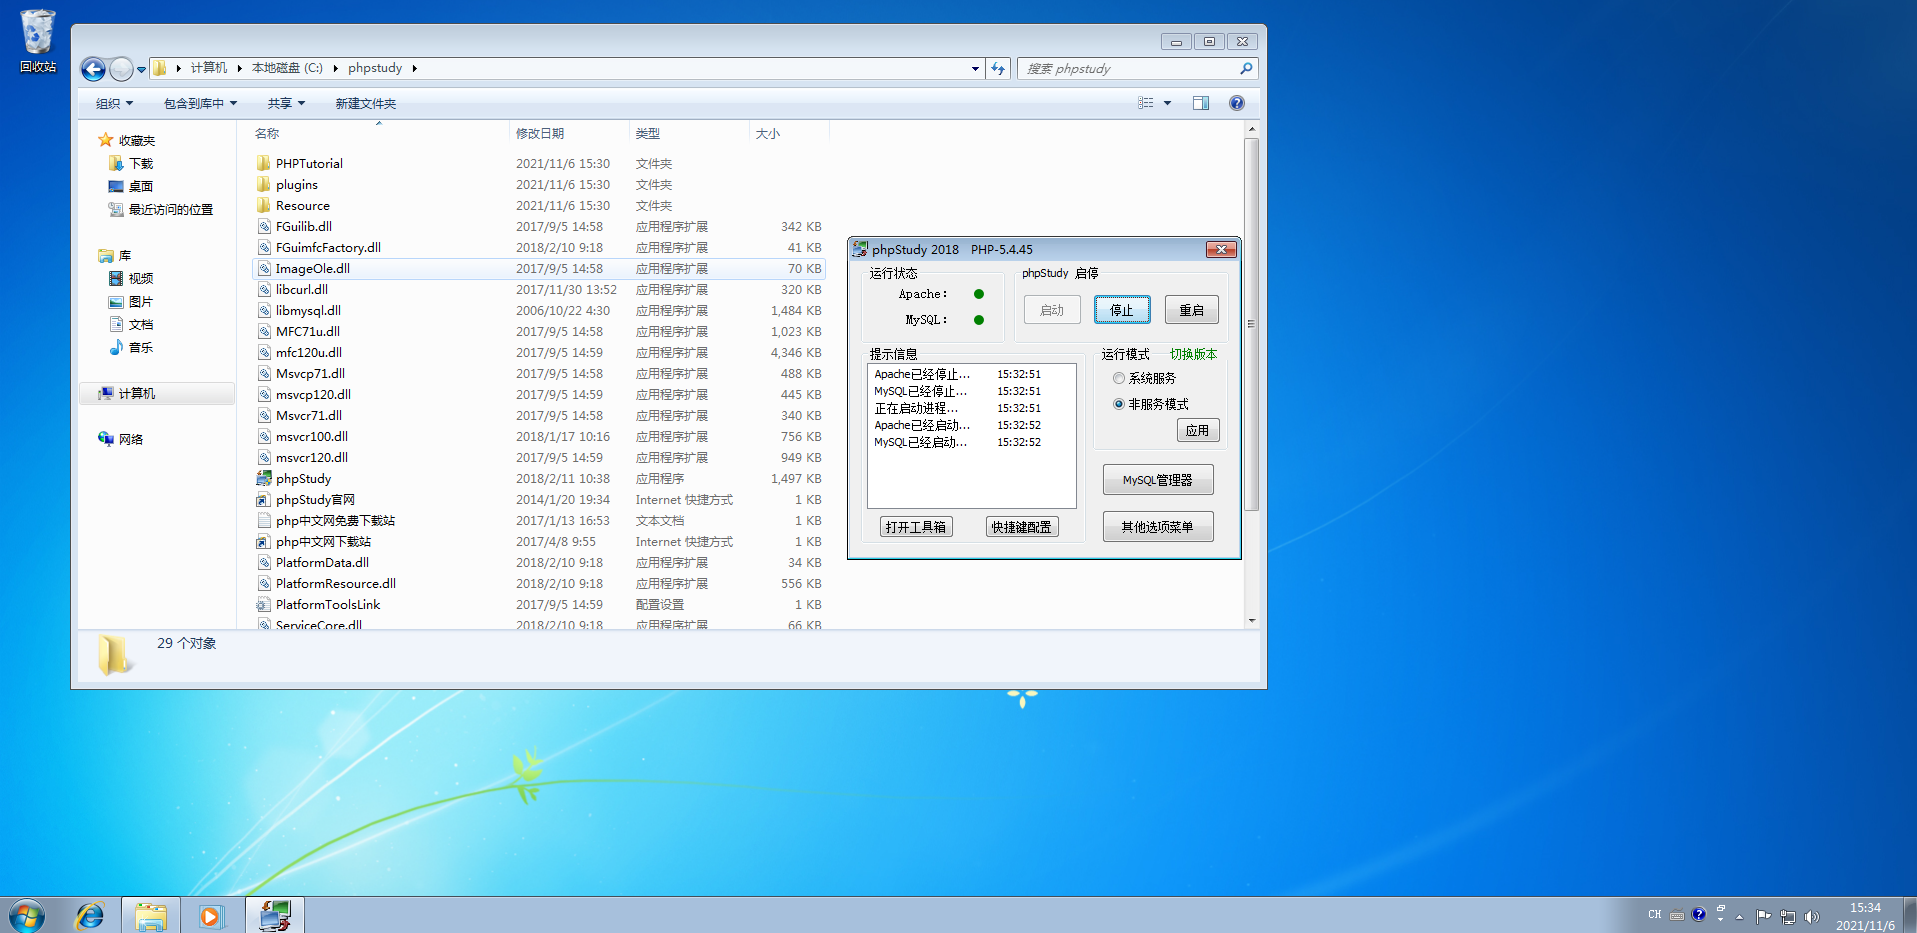 回收站
计算机 本地磁盘 (C:) phpstudy
搜索 phpstudy
组织 包含到库中 共享 新建文件夹
收藏夹
下载
桌面
最近访问的位置
库
视频
图片
文档
音乐
计算机
网络
名称 修改日期 类型 大小
PHPTutorial 2021/11/6 15:30 文件夹
plugins 2021/11/6 15:30 文件夹
Resource 2021/11/6 15:30 文件夹
FGuilib.dll 2017/9/5 14:58 应用程序扩展 342 KB
FGuimfcFactory.dll 2018/2/10 9:18 应用程序扩展 41 KB
ImageOle.dll 2017/9/5 14:58 应用程序扩展 70 KB
libcurl.dll 2017/11/30 13:52 应用程序扩展 320 KB
libmysql.dll 2006/10/22 4:30 应用程序扩展 1,484 KB
MFC71u.dll 2017/9/5 14:58 应用程序扩展 1,023 KB
mfc120u.dll 2017/9/5 14:59 应用程序扩展 4,346 KB
Msvcp71.dll 2017/9/5 14:58 应用程序扩展 488 KB
msvcp120.dll 2017/9/5 14:59 应用程序扩展 445 KB
Msvcr71.dll 2017/9/5 14:58 应用程序扩展 340 KB
msvcr100.dll 2018/1/17 10:16 应用程序扩展 756 KB
msvcr120.dll 2017/9/5 14:59 应用程序扩展 949 KB
phpStudy 2018/2/11 10:38 应用程序 1,497 KB
phpStudy官网 2014/1/20 19:34 Internet 快捷方式 1 KB
php中文网免费下载站 2017/1/13 16:53 文本文档 1 KB
php中文网下载站 2017/4/8 9:55 Internet 快捷方式 1 KB
PlatformData.dll 2018/2/10 9:18 应用程序扩展 34 KB
PlatformResource.dll 2018/2/10 9:18 应用程序扩展 556 KB
PlatformToolsLink 2017/9/5 14:59 配置设置 1 KB
ServiceCore.dll 2018/2/10 9:18 应用程序扩展 66 KB
29 个对象
phpStudy 2018 PHP-5.4.45
运行状态
Apache:
MySQL:
phpStudy 启停
启动 停止 重启
提示信息
Apache已经停止... 15:32:51
MySQL已经停止... 15:32:51
正在启动进程... 15:32:51
Apache已经启动... 15:32:52
MySQL已经启动... 15:32:52
打开工具箱 快捷键配置
运行模式 切换版本
系统服务
非服务模式
应用
MySQL管理器
其他选项菜单
CH
15:34
2021/11/6